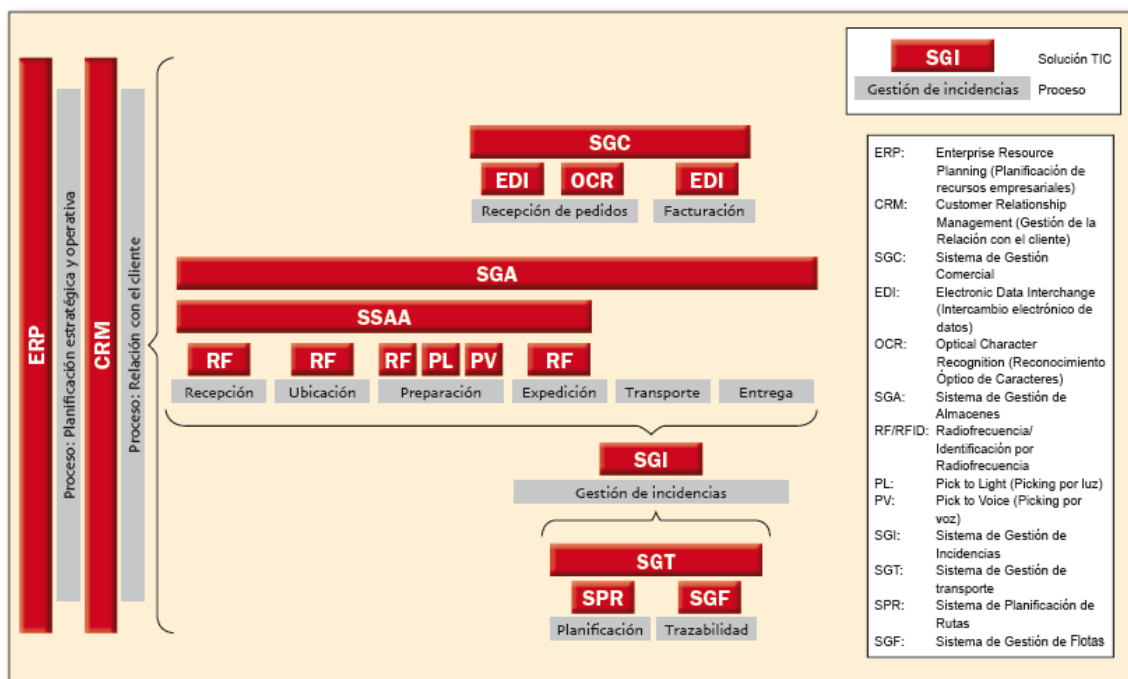 ERP
Proceso: Planificación estratégica y operativa
CRM
Proceso: Relación con el cliente
SGC
EDI OCR EDI
Recepción de pedidos Facturación
SGA
SSAA
RF RF RF PL PV RF
Recepción Ubicación Preparación Expedición Transporte Entrega
SGI
Gestión de incidencias
SGT
SPR SGF
Planificación Trazabilidad
SGI Solución TIC
Gestión de incidencias Proceso
ERP: Enterprise Resource
Planning (Planificación de
recursos empresariales)
CRM: Customer Relationship
Management (Gestión de la
Relación con el cliente)
SGC: Sistema de Gestión
Comercial
EDI: Electronic Data Interchange
(Intercambio electrónico de
datos)
OCR: Optical Character
Recognition (Reconocimiento
Óptico de Caracteres)
SGA: Sistema de Gestión de
Almacenes
RF/RFID: Radiofrecuencia/
Identificación por
Radiofrecuencia
PL: Pick to Light (Picking por luz)
PV: Pick to Voice (Picking por
voz)
SGI: Sistema de Gestión de
Incidencias
SGT: Sistema de Gestión de
transporte
SPR: Sistema de Planificación de
Rutas
SGF: Sistema de Gestión de Flotas